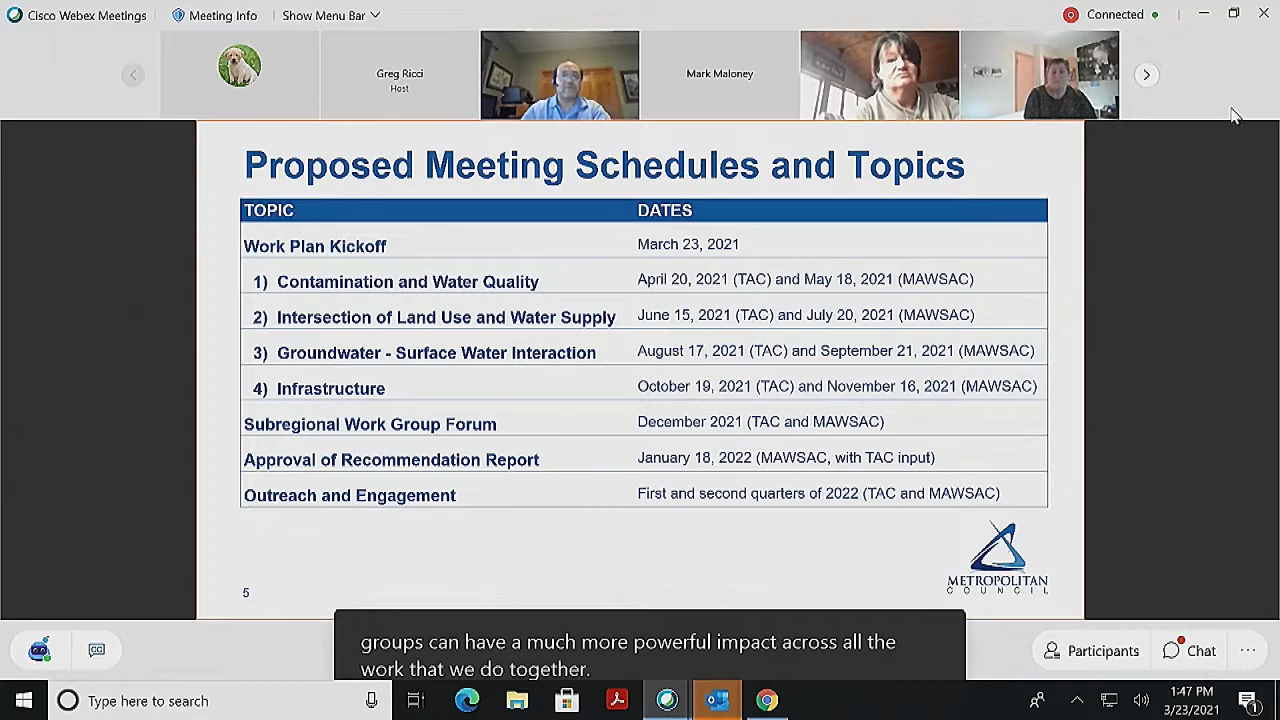 Cisco Webex Meetings Meeting Info Show Menu Bar Connected
Greg Ricci
Host
Mark Maloney
Proposed Meeting Schedules and Topics
TOPIC DATES
Work Plan Kickoff March 23, 2021
1) Contamination and Water Quality April 20, 2021 (TAC) and May 18, 2021 (MAWSAC)
2) Intersection of Land Use and Water Supply June 15, 2021 (TAC) and July 20, 2021 (MAWSAC)
3) Groundwater - Surface Water Interaction August 17, 2021 (TAC) and September 21, 2021 (MAWSAC)
4) Infrastructure October 19, 2021 (TAC) and November 16, 2021 (MAWSAC)
Subregional Work Group Forum December 2021 (TAC and MAWSAC)
Approval of Recommendation Report January 18, 2022 (MAWSAC, with TAC input)
Outreach and Engagement First and second quarters of 2022 (TAC and MAWSAC)
METROPOLITAN
COUNCIL
5
groups can have a much more powerful impact across all the
work that we do together.
CC
Participants Chat
Type here to search
1:47 PM
3/23/2021
1